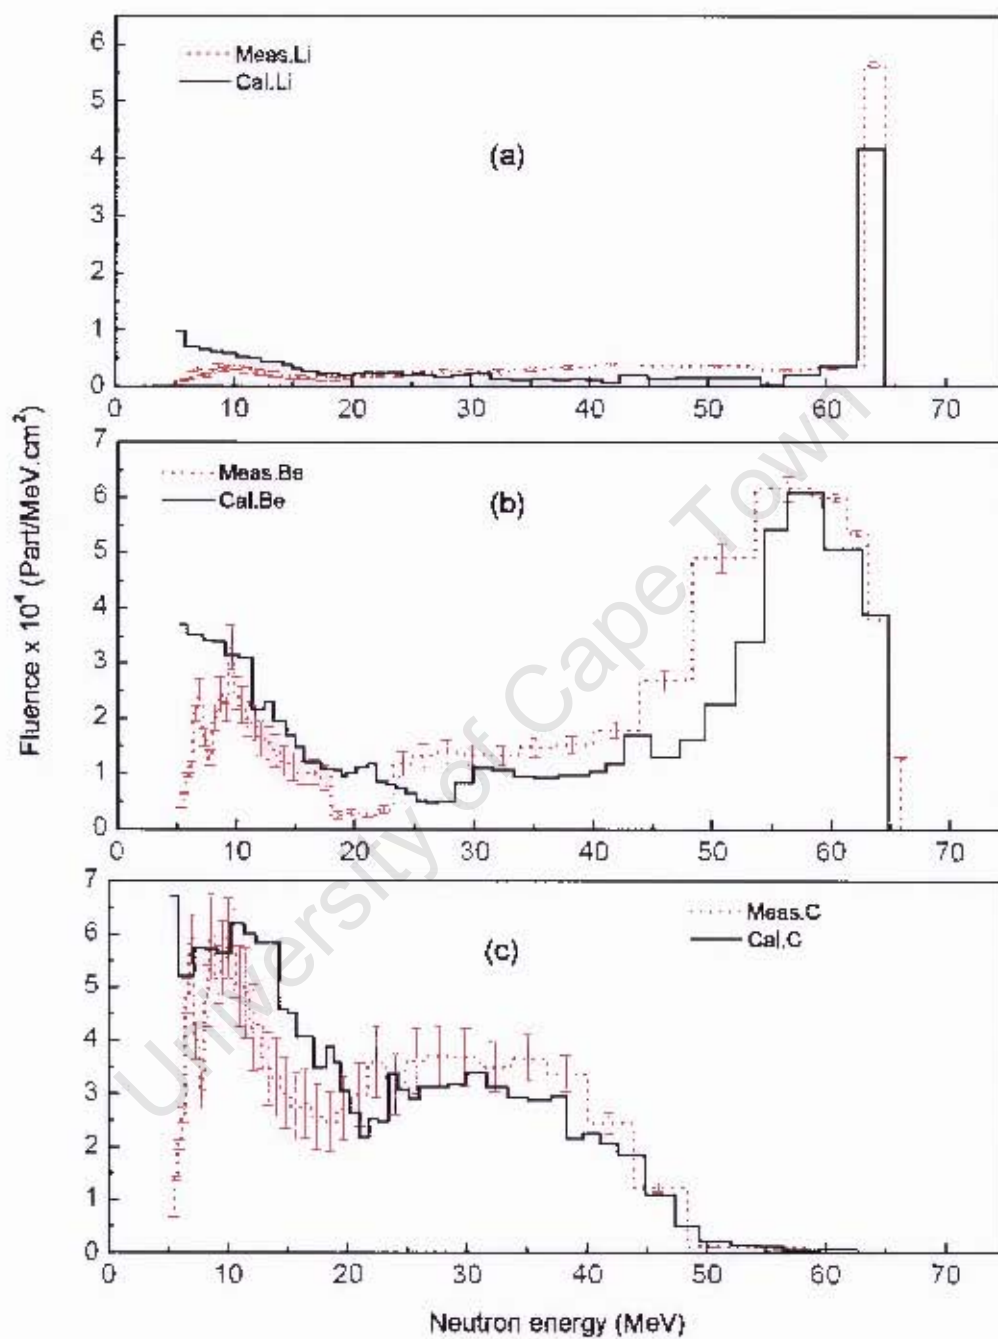 6
5
4
3
2
1
0
Meas.Li
Cal.Li
(a)
0 10 20 30 40 50 60 70
7
6
5
4
3
2
1
0
Meas.Be
Cal.Be
(b)
0 10 20 30 40 50 60 70
7
6
5
4
3
2
1
0
Meas.C
Cal.C
(c)
0 10 20 30 40 50 60 70
Fluence x 10⁴ (Part/MeV.cm²)
Neutron energy (MeV)
University of Cape Town